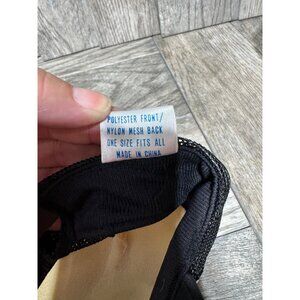 POLYESTER FRONT/
NYLON MESH BACK
ONE SIZE FITS ALL
MADE IN CHINA